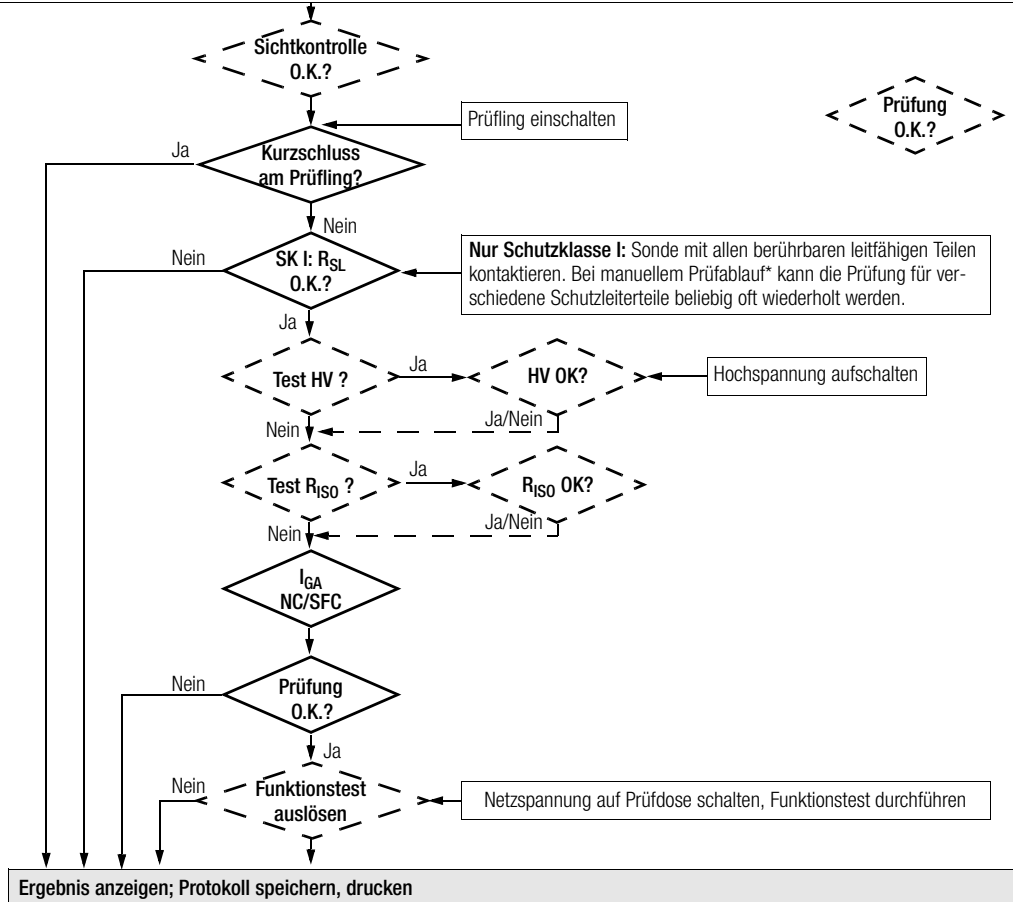 Sichtkontrolle
O.K.?
Prüfling einschalten
Prüfung
O.K.?
Ja
Kurzschluss
am Prüfling?
Nein
Nein
SK I: RSL
O.K.?
Nur Schutzklasse I: Sonde mit allen berührbaren leitfähigen Teilen
kontaktieren. Bei manuellem Prüfablauf* kann die Prüfung für ver-
schiedene Schutzleiterteile beliebig oft wiederholt werden.
Ja
Test HV ?
Ja
HV OK?
Hochspannung aufschalten
Ja/Nein
Nein
Test RISO ?
Ja
RISO OK?
Ja/Nein
Nein
IGA
NC/SFC
Nein
Prüfung
O.K.?
Ja
Nein
Funktionstest
auslösen
Netzspannung auf Prüfdose schalten, Funktionstest durchführen
Ergebnis anzeigen; Protokoll speichern, drucken